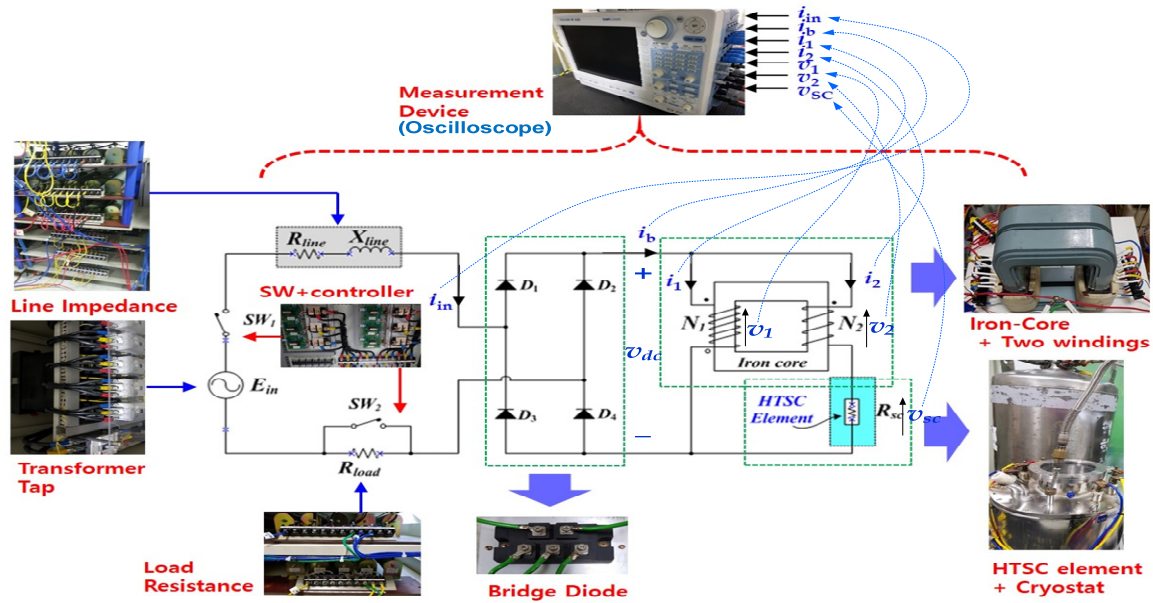 i_in
i_b
i_1
i_2
v_1
v_2
v_SC
Measurement
Device
(Oscilloscope)
Line Impedance
R_line
X_line
SW+controller
SW_1
i_in
E_in
SW_2
R_load
Transformer
Tap
Load
Resistance
D_1
D_2
D_3
D_4
Bridge Diode
i_b
+
v_dc
−
i_1
i_2
N_1
v_1
N_2
v_2
Iron core
HTSC
Element
R_sc
v_sc
Iron-Core
+ Two windings
HTSC element
+ Cryostat